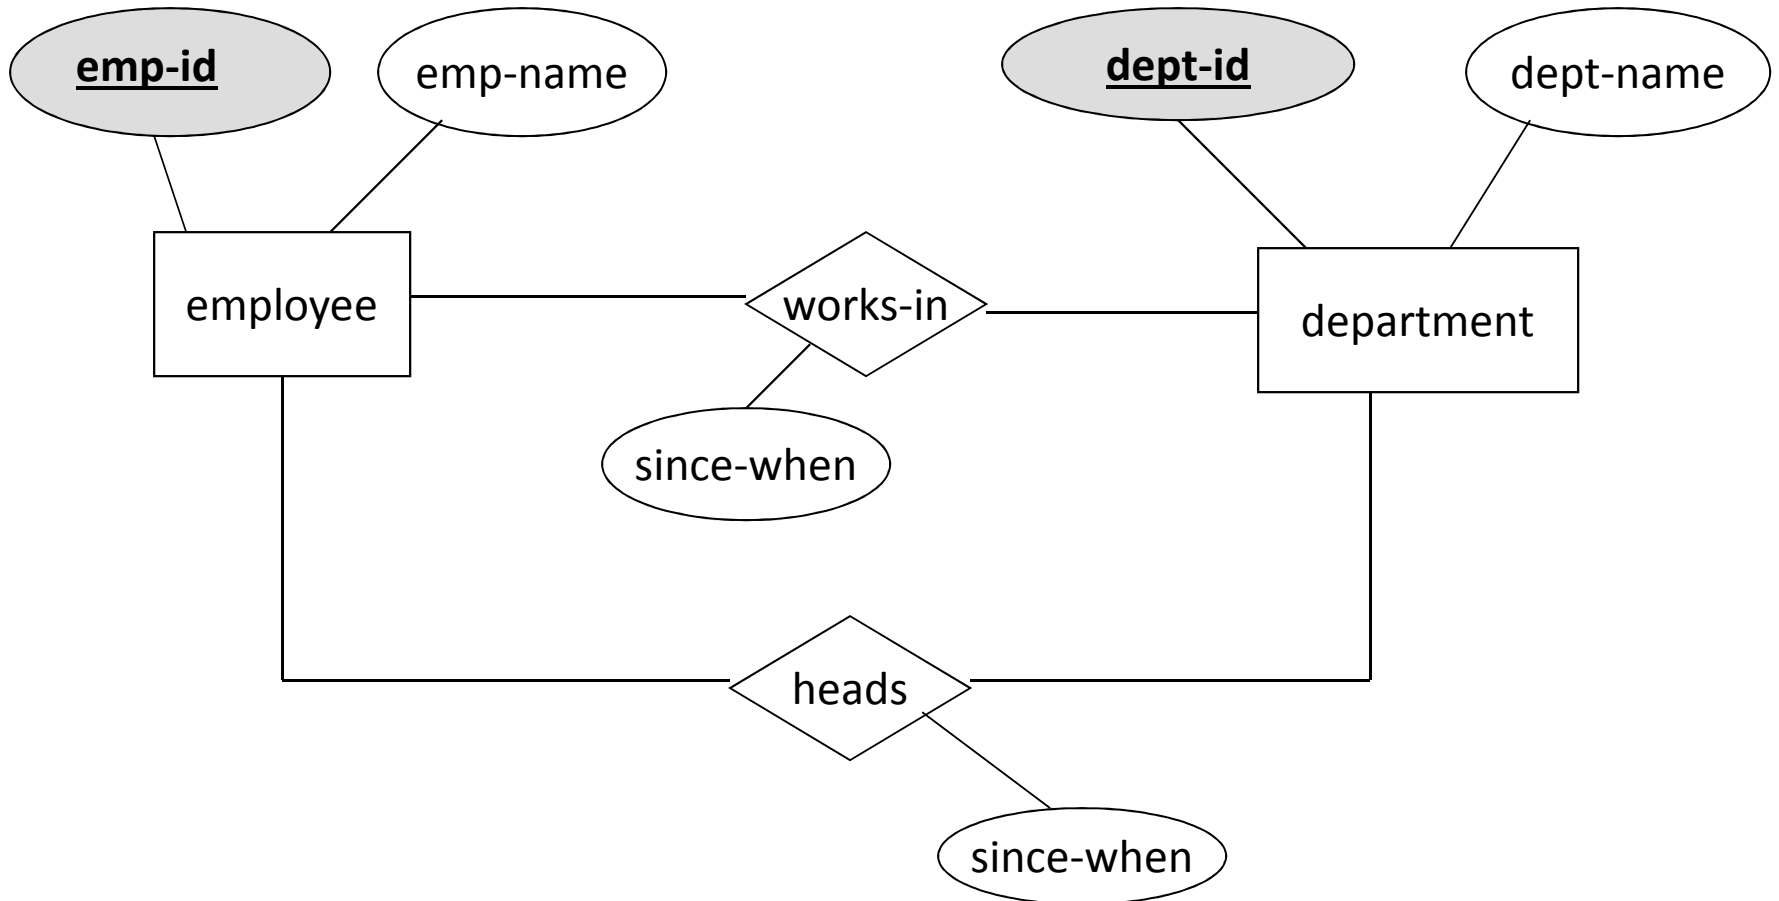 emp-id
emp-name
dept-id
dept-name
employee
works-in
department
since-when
heads
since-when